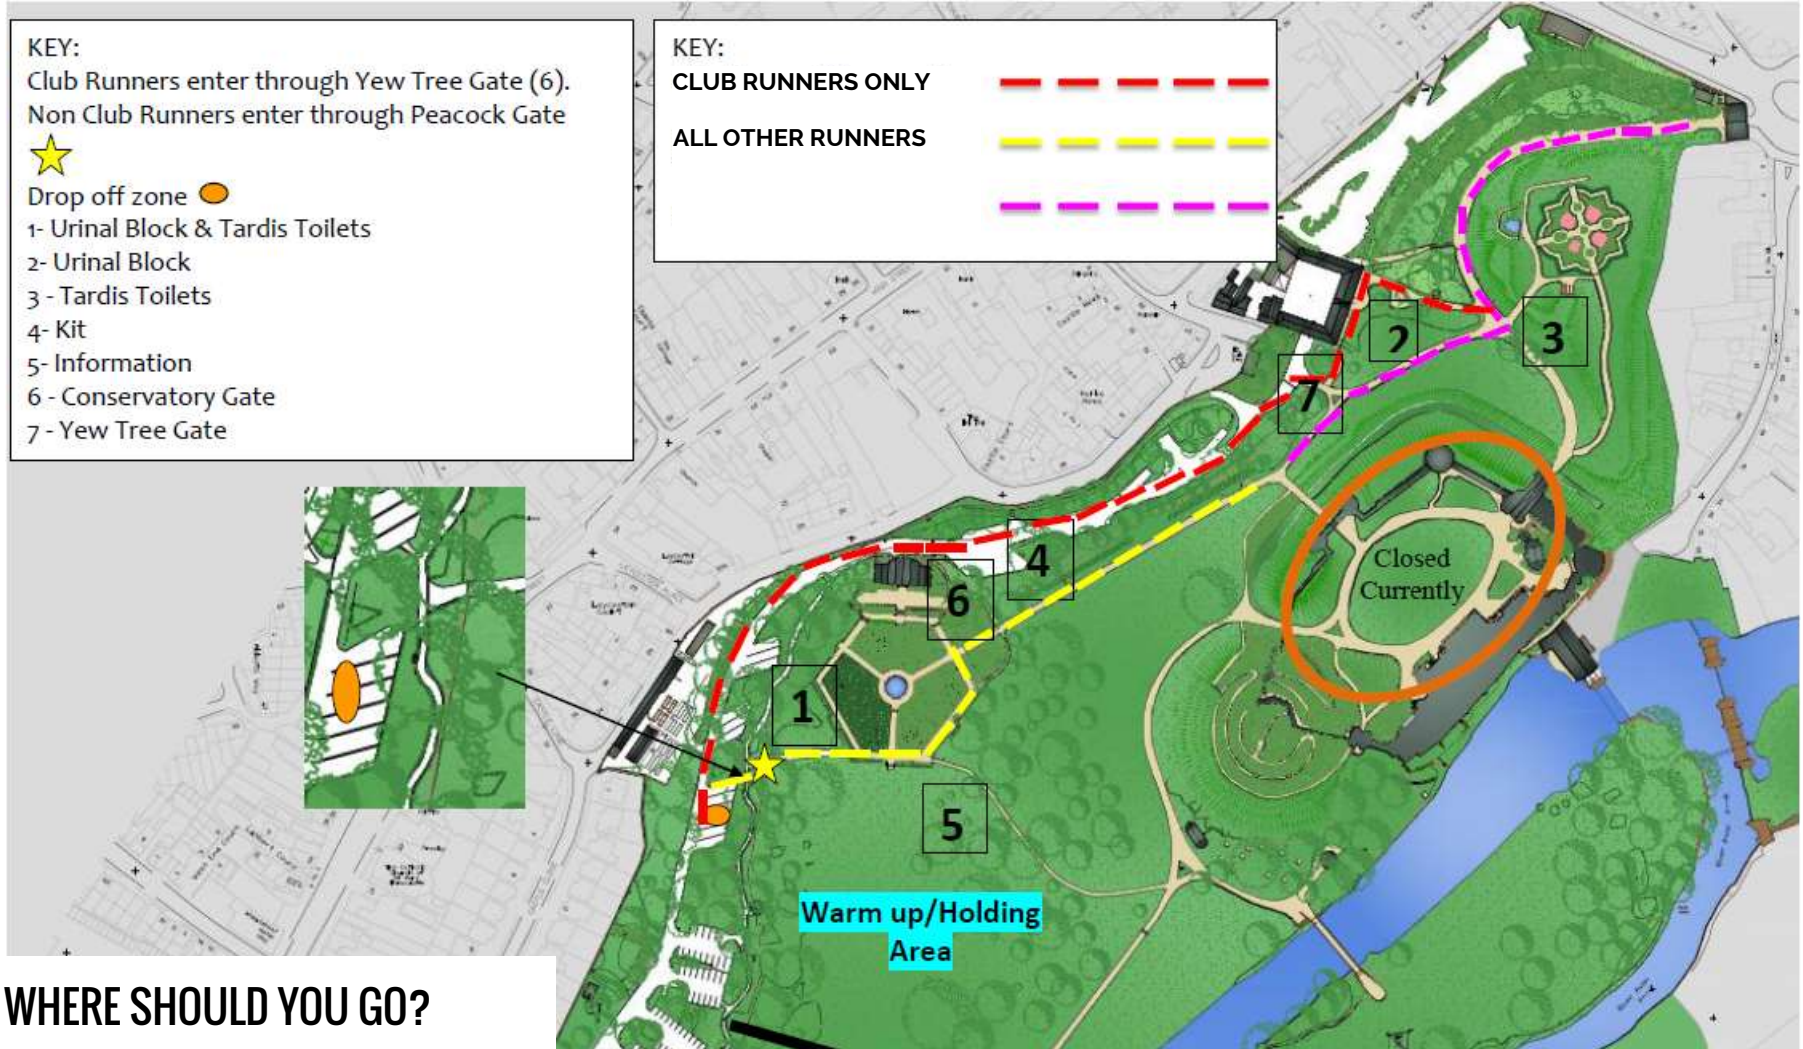 KEY:
Club Runners enter through Yew Tree Gate (6).
Non Club Runners enter through Peacock Gate
Drop off zone
1- Urinal Block & Tardis Toilets
2- Urinal Block
3 - Tardis Toilets
4- Kit
5- Information
6 - Conservatory Gate
7 - Yew Tree Gate
KEY:
CLUB RUNNERS ONLY
ALL OTHER RUNNERS
2
3
7
4
Closed
Currently
6
1
5
Warm up/Holding
Area
WHERE SHOULD YOU GO?